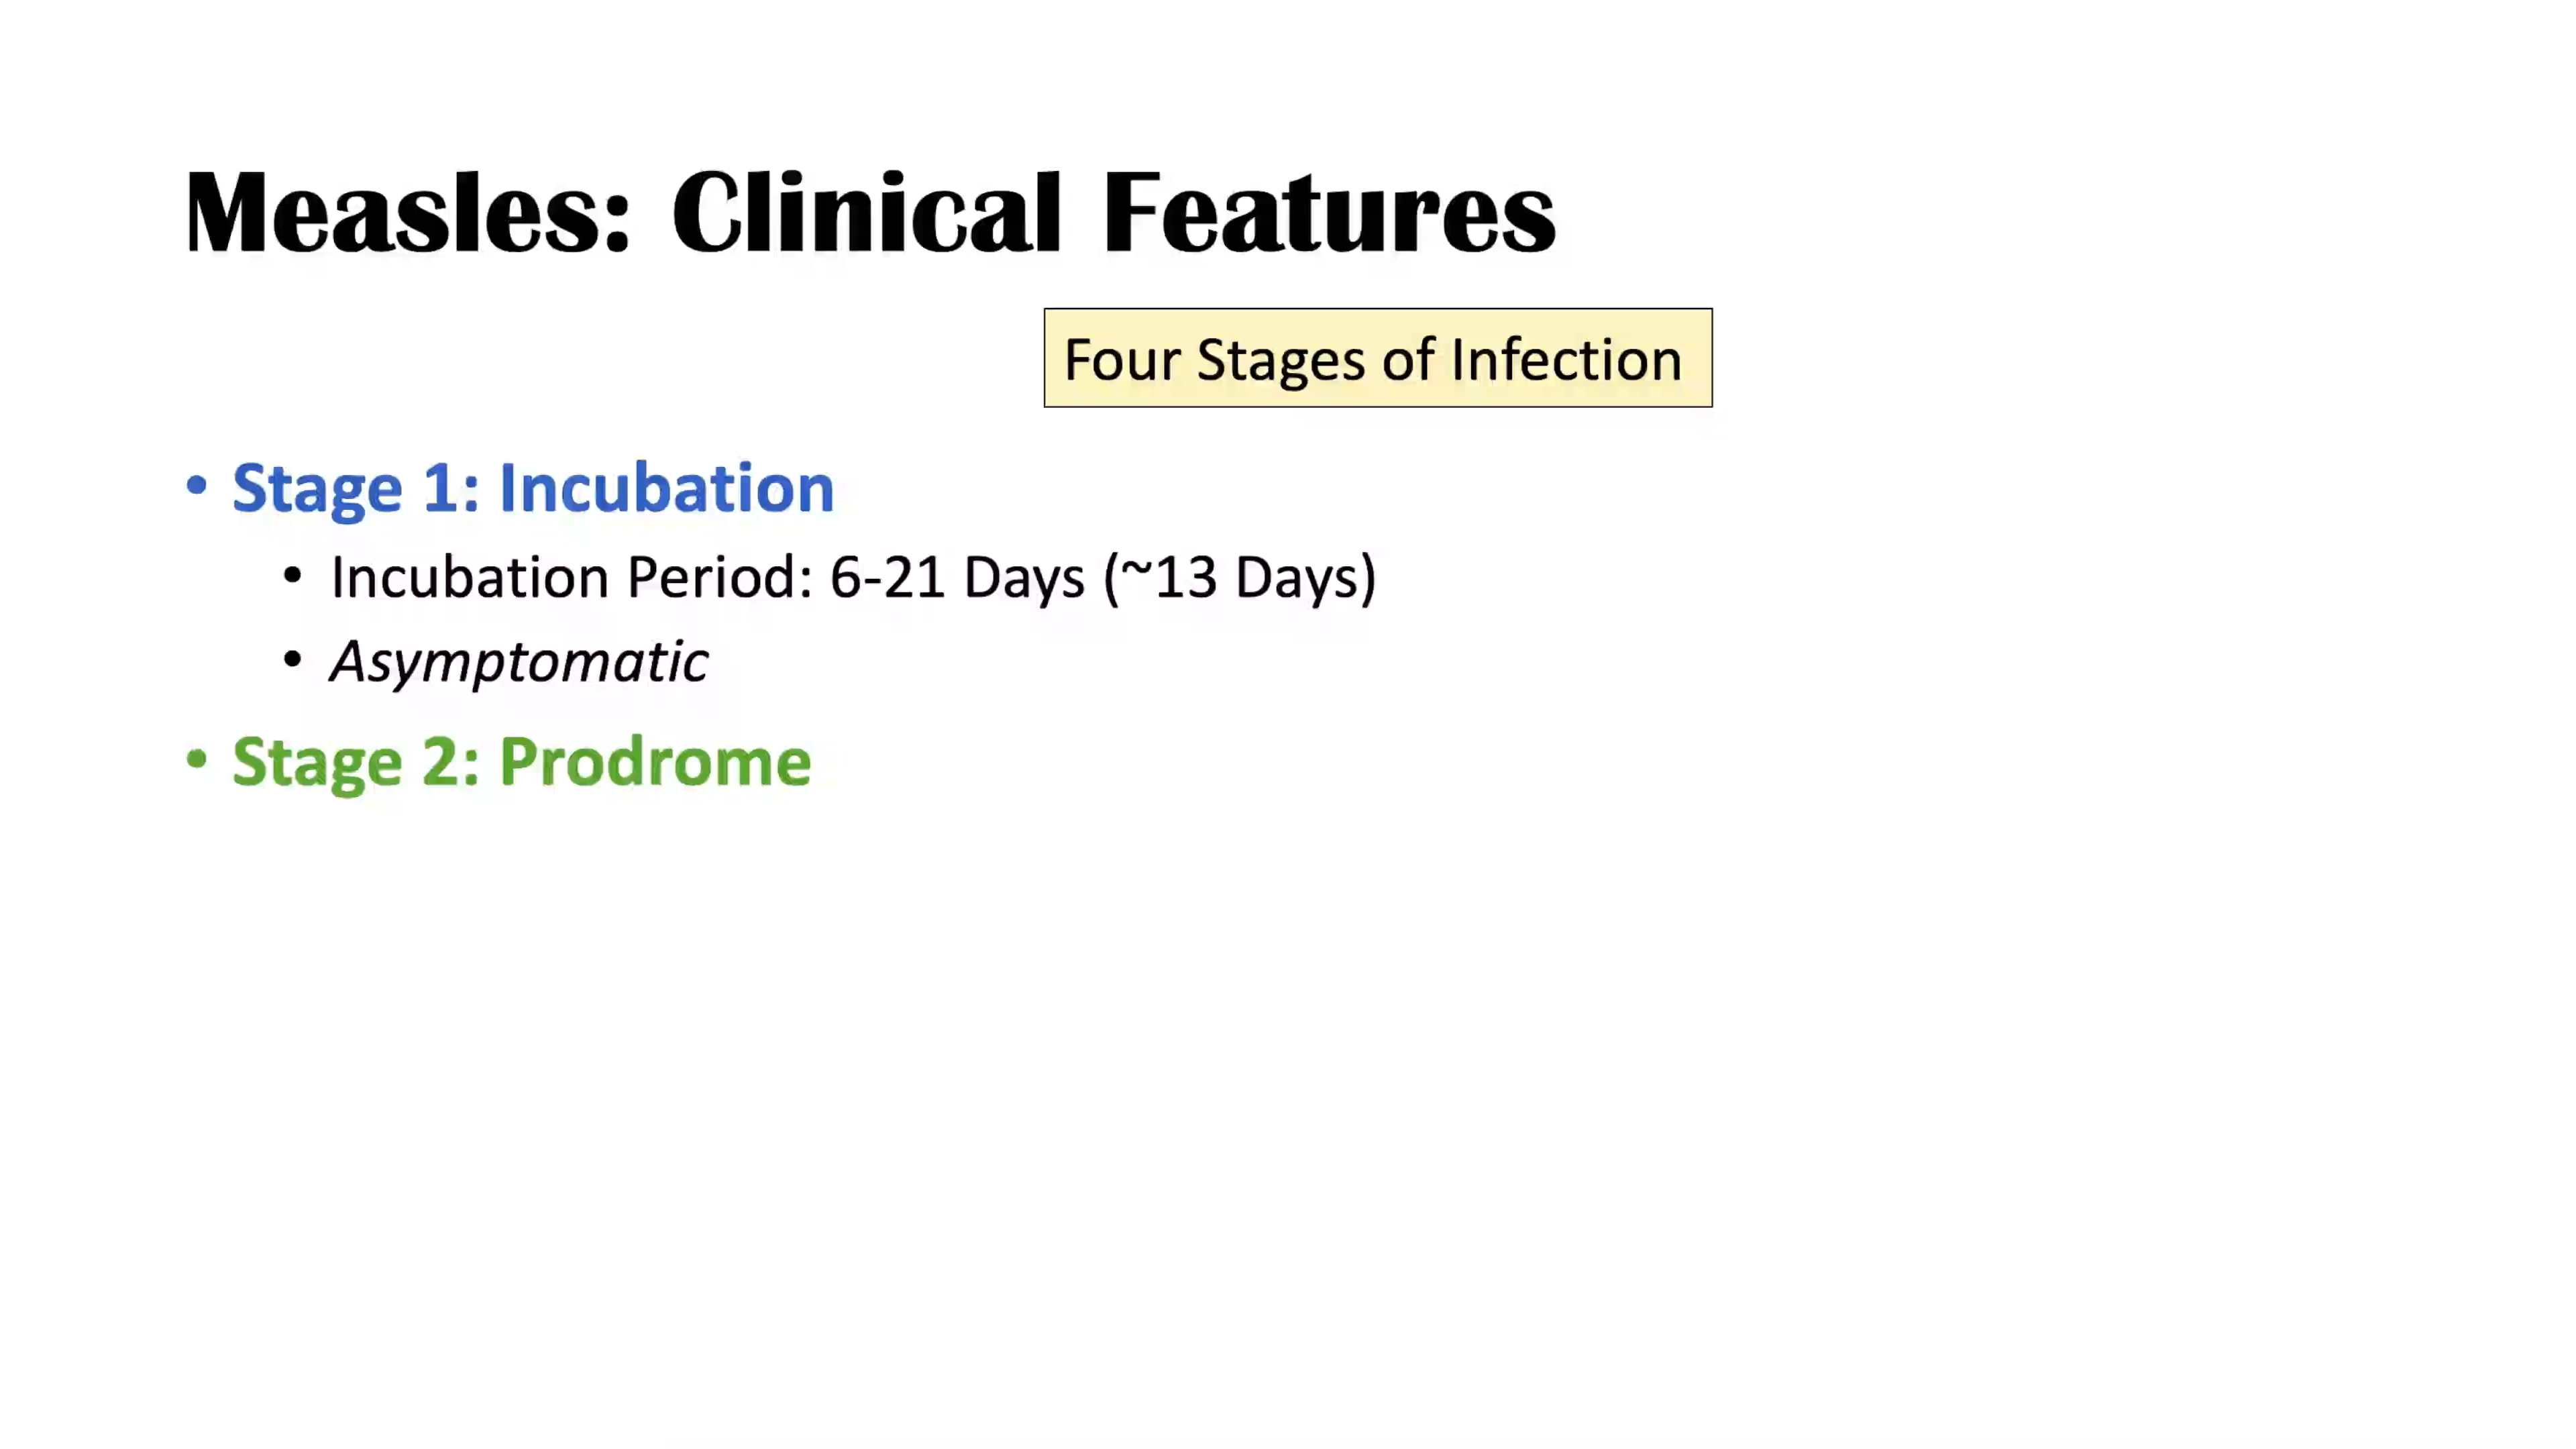 Measles: Clinical Features
Four Stages of Infection
• Stage 1: Incubation
• Incubation Period: 6-21 Days (~13 Days)
• Asymptomatic
• Stage 2: Prodrome